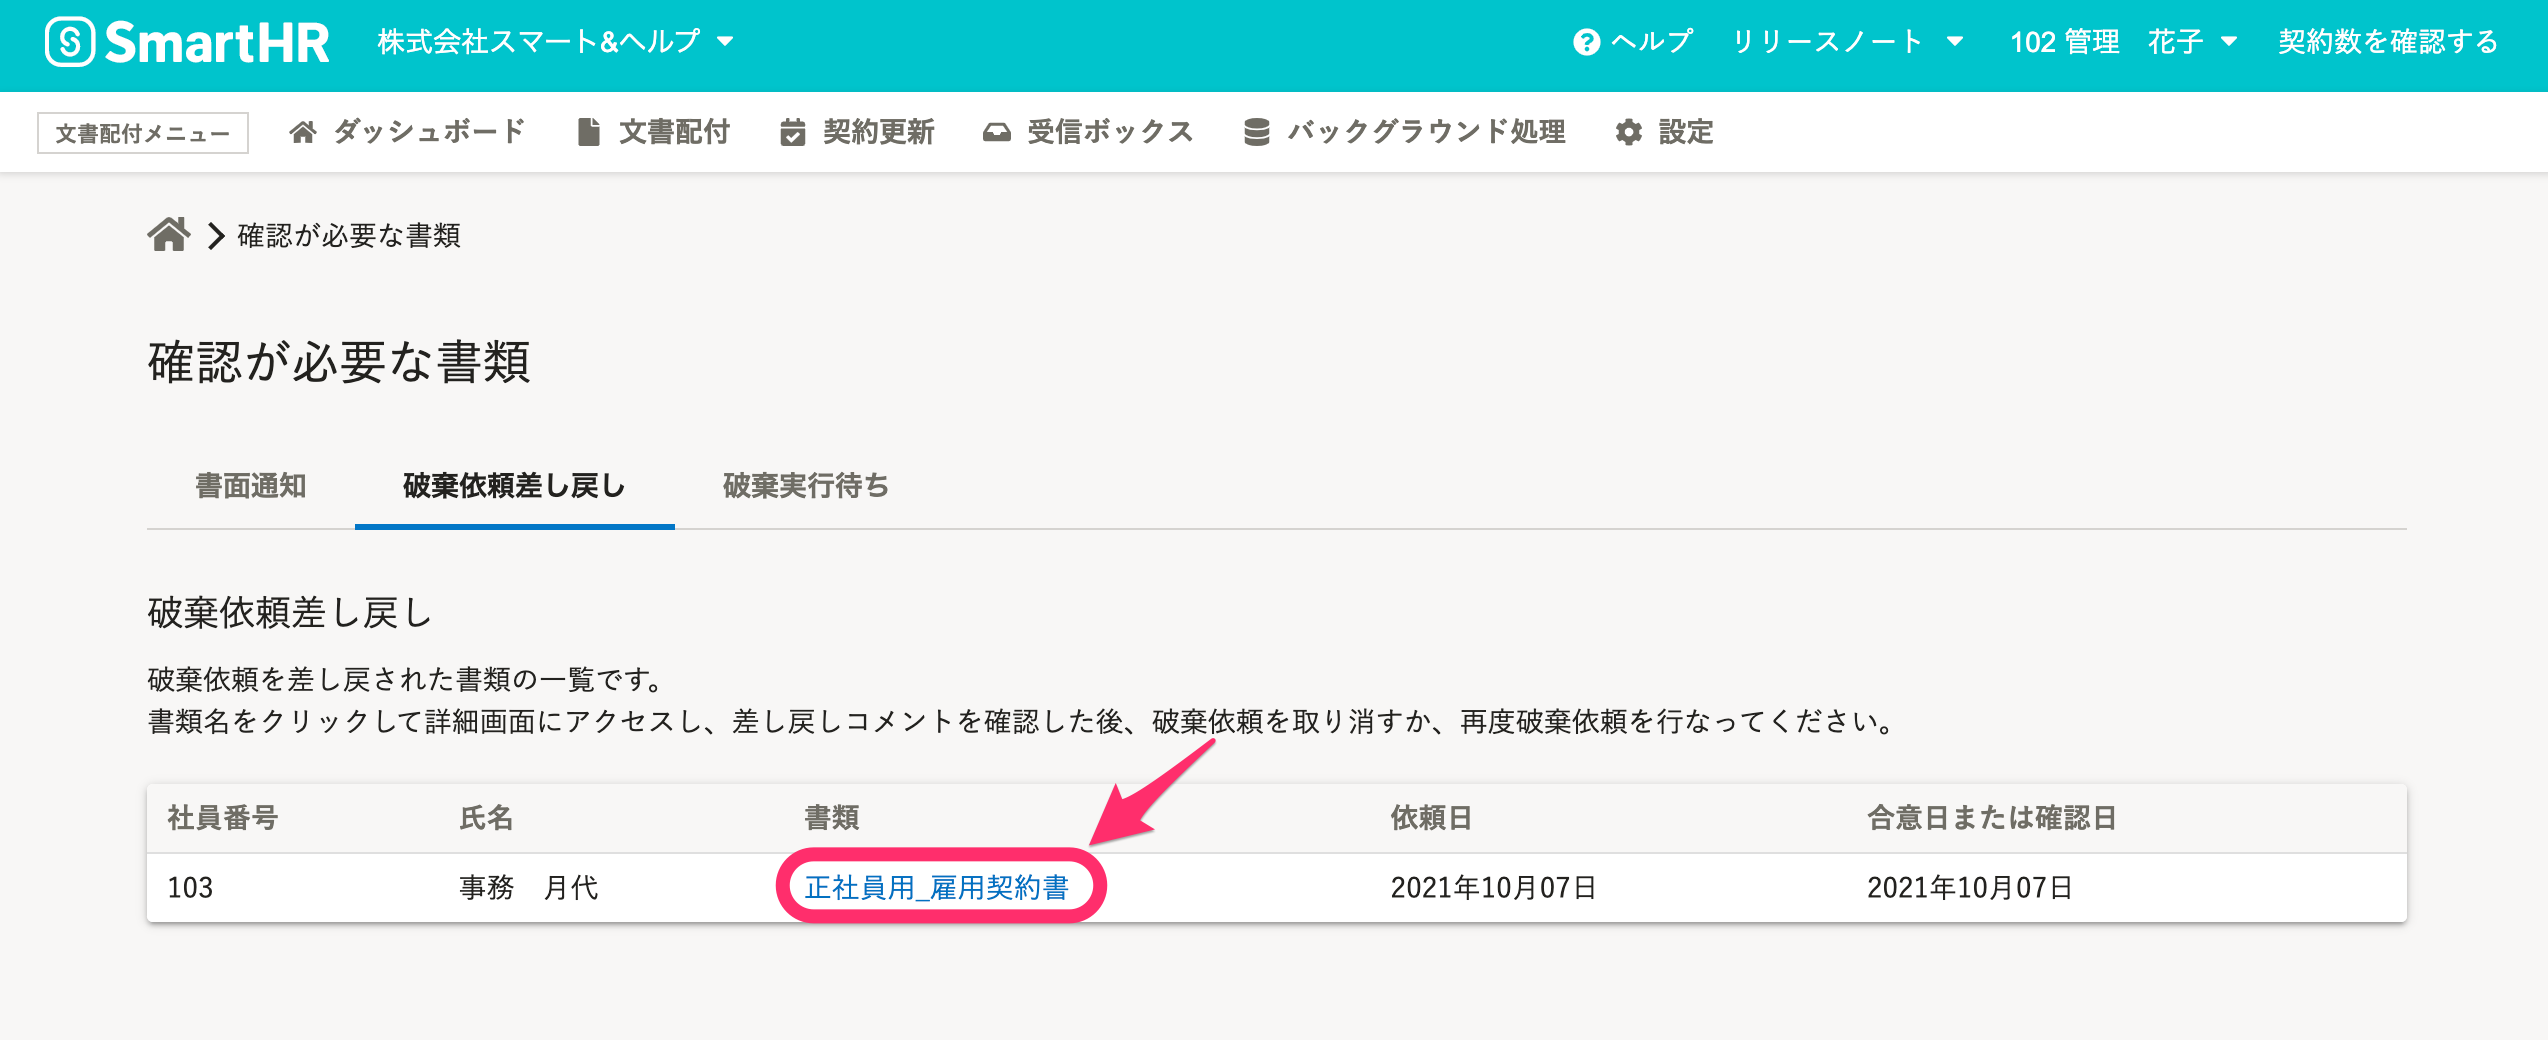 SmartHR 株式会社スマート&ヘルプ ヘルプ リリースノート 102 管理 花子 契約数を確認する
文書配付メニュー ダッシュボード 文書配付 契約更新 受信ボックス バックグラウンド処理 設定
確認が必要な書類
確認が必要な書類
書面通知 破棄依頼差し戻し 破棄実行待ち
破棄依頼差し戻し
破棄依頼を差し戻された書類の一覧です。
書類名をクリックして詳細画面にアクセスし、差し戻しコメントを確認した後、破棄依頼を取り消すか、再度破棄依頼を行なってください。
社員番号 氏名 書類 依頼日 合意日または確認日
103 事務 月代 正社員用_雇用契約書 2021年10月07日 2021年10月07日